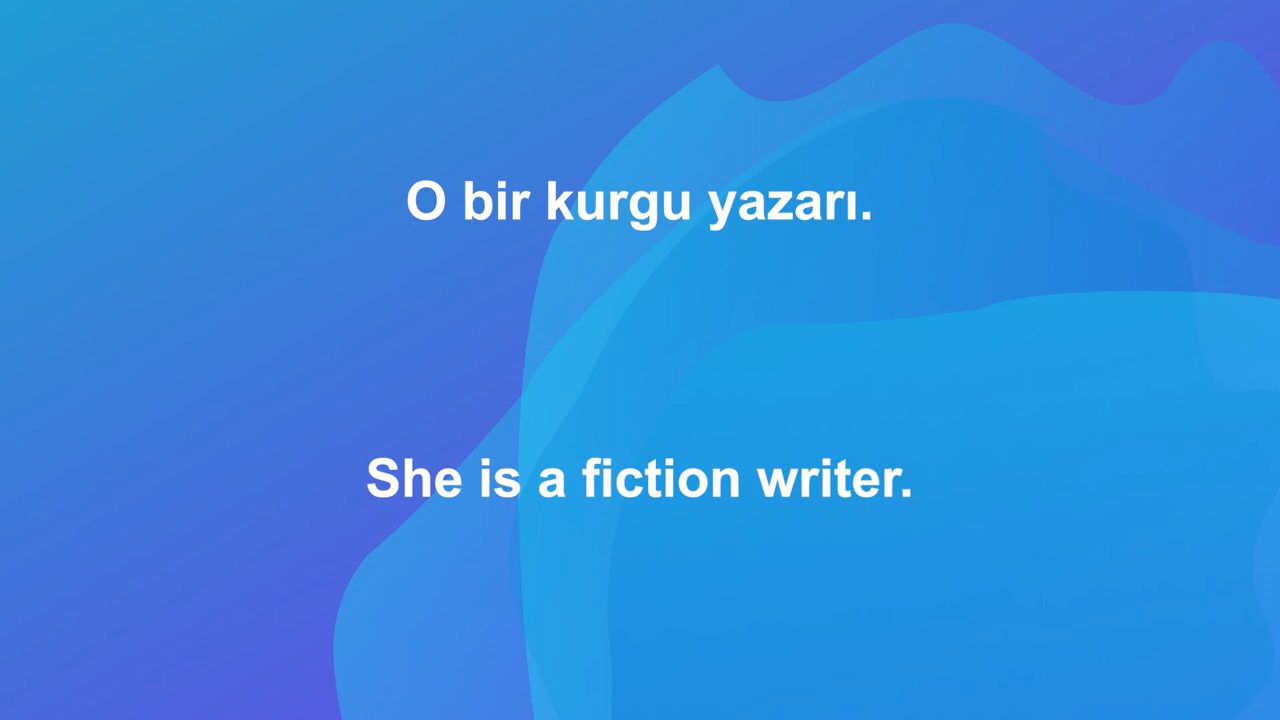 O bir kurgu yazarı.
She is a fiction writer.